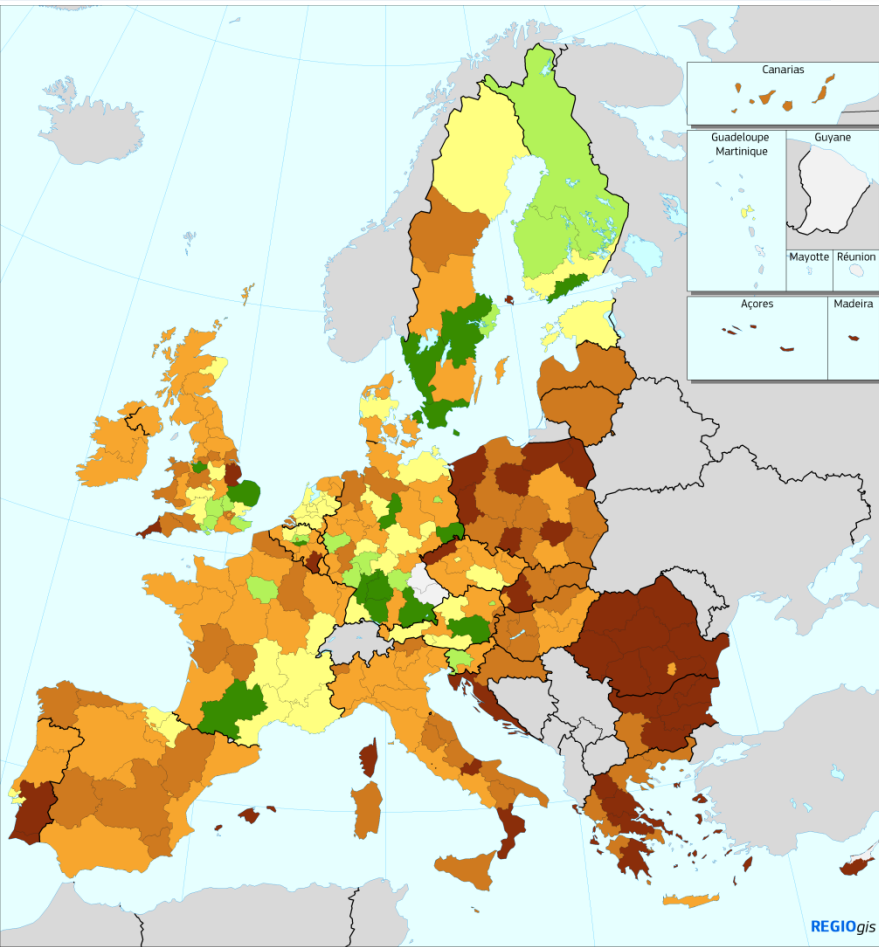 Canarias
Guadeloupe
Martinique
Guyane
Mayotte
Réunion
Açores
Madeira
REGIOgis